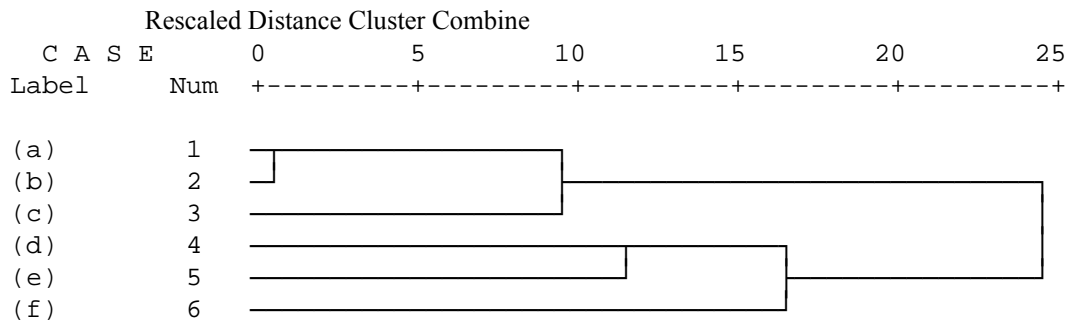 Rescaled Distance Cluster Combine
C A S E 0 5 10 15 20 25
Label Num +---------+---------+---------+---------+---------+
(a) 1
(b) 2
(c) 3
(d) 4
(e) 5
(f) 6